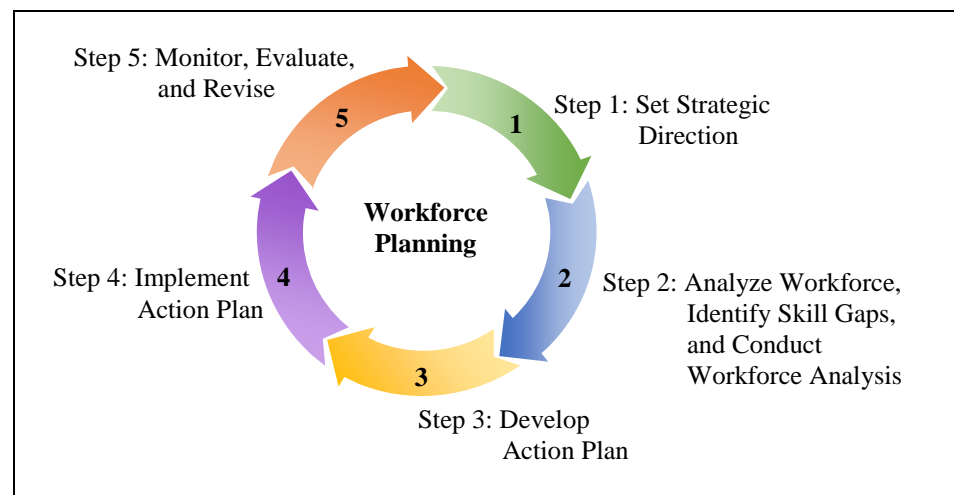 Step 5: Monitor, Evaluate,
and Revise
5
1
Step 1: Set Strategic
Direction
Workforce
Planning
Step 4: Implement
Action Plan
4
2
Step 2: Analyze Workforce,
Identify Skill Gaps,
and Conduct
Workforce Analysis
3
Step 3: Develop
Action Plan